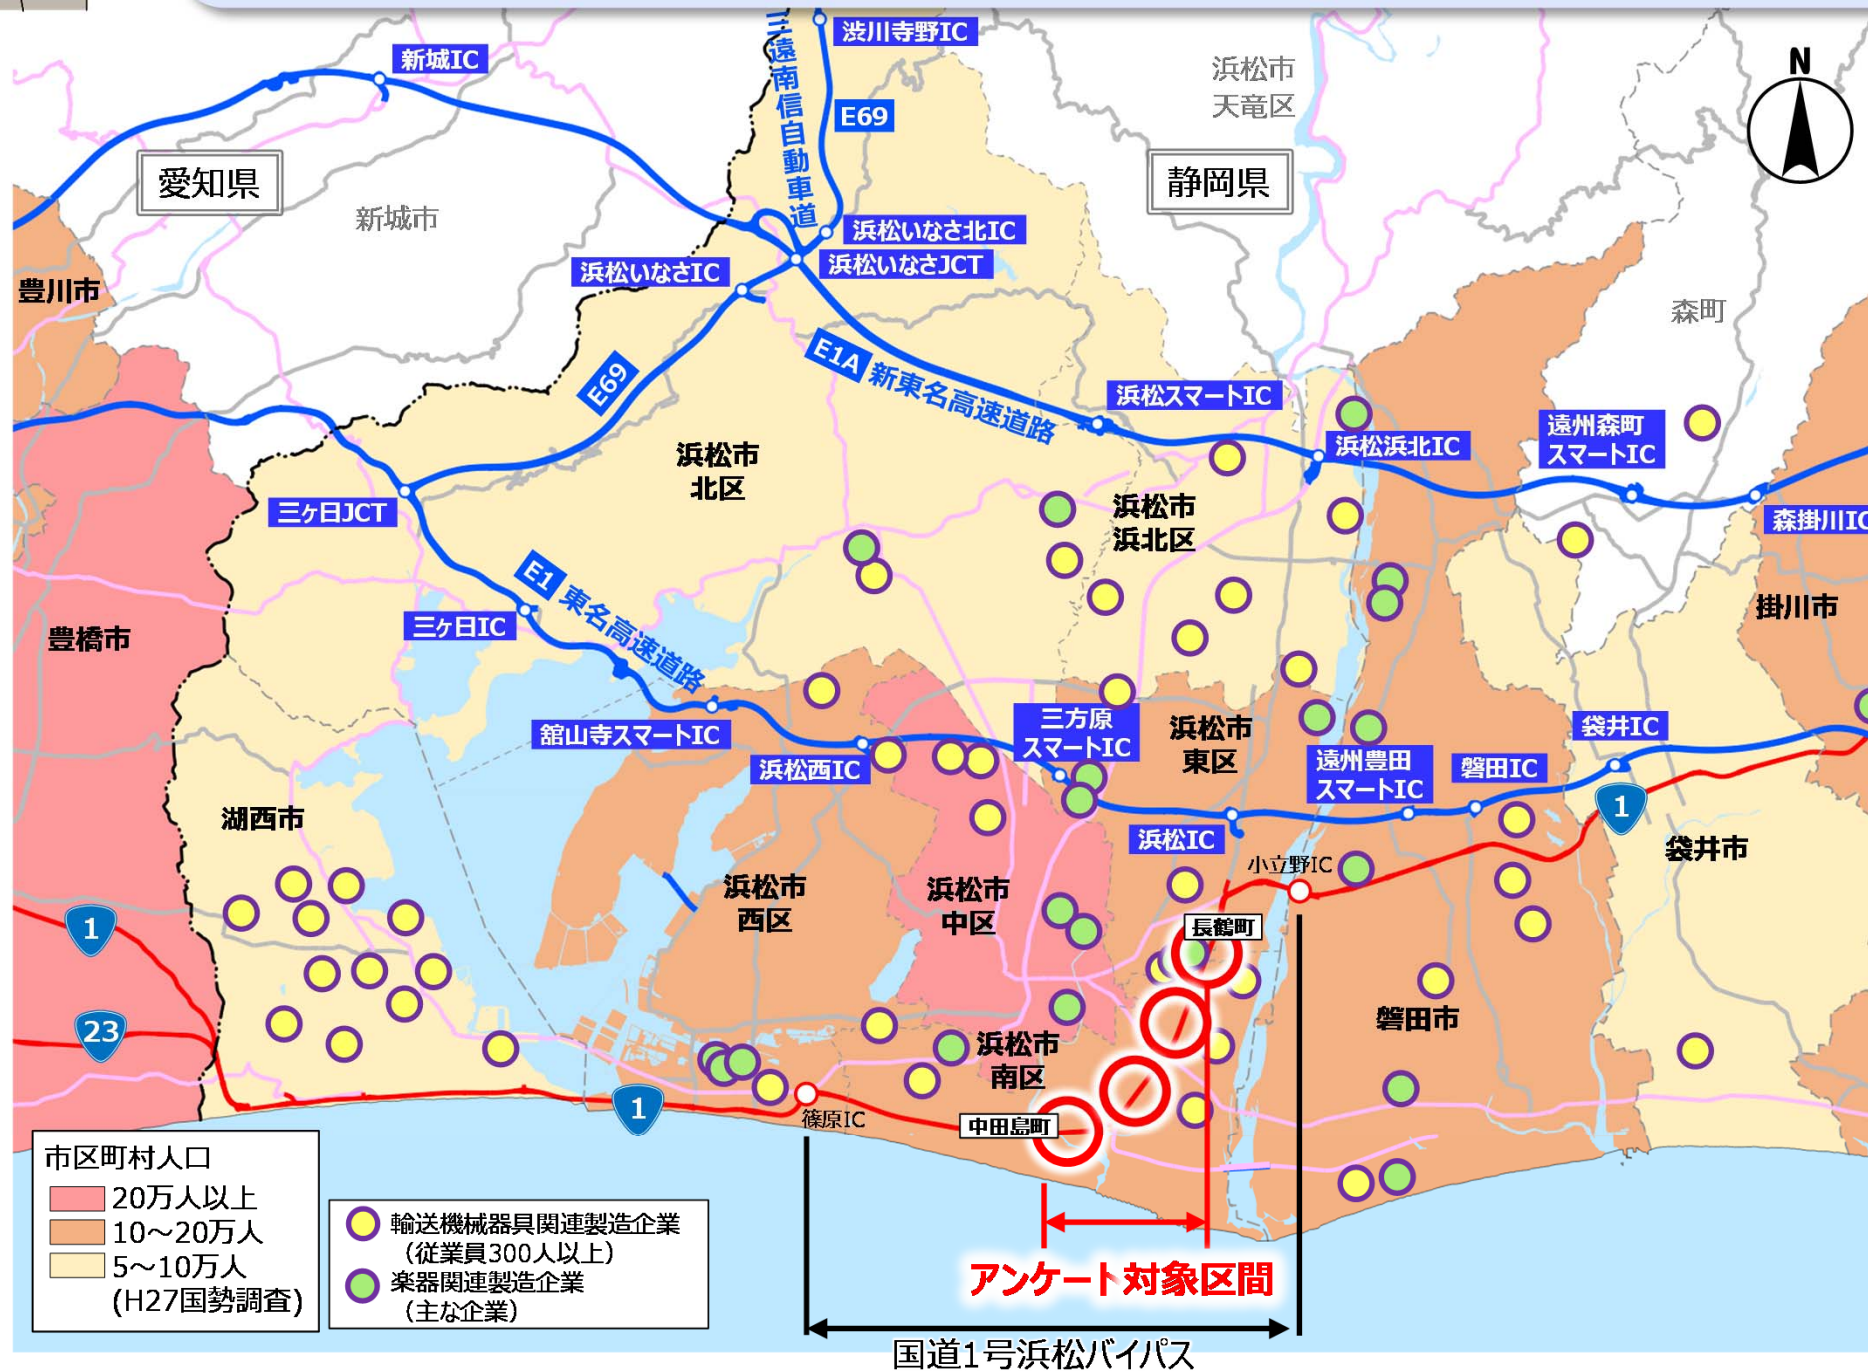 渋川寺野IC
新城IC
三遠南信自動車道
浜松市
天竜区
N
E69
愛知県
静岡県
新城市
浜松いなさ北IC
浜松いなさIC
浜松いなさJCT
豊川市
森町
E1A 新東名高速道路
E69
浜松スマートIC
遠州森町
スマートIC
浜松浜北IC
浜松市
北区
三ヶ日JCT
浜松市
浜北区
森掛川IC
E1 東名高速道路
三ヶ日IC
豊橋市
掛川市
舘山寺スマートIC
三方原
スマートIC
浜松市
東区
袋井IC
浜松西IC
遠州豊田
スマートIC
磐田IC
1
湖西市
浜松IC
袋井市
小立野IC
浜松市
西区
浜松市
中区
長鶴町
1
23
磐田市
浜松市
南区
1
篠原IC
中田島町
市区町村人口
20万人以上
10～20万人
5～10万人
(H27国勢調査)
輸送機械器具関連製造企業
（従業員300人以上）
楽器関連製造企業
（主な企業）
アンケート対象区間
国道1号浜松バイパス